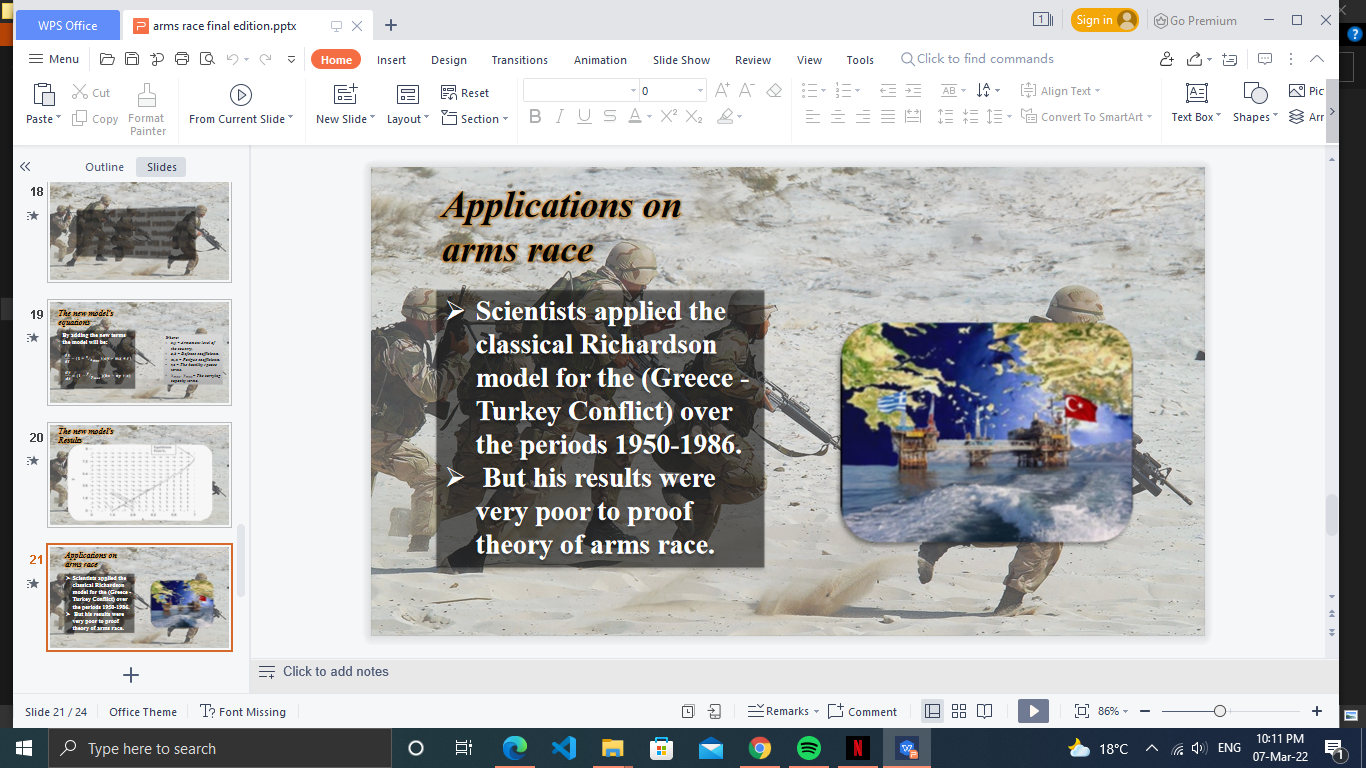 WPS Office
arms race final edition.pptx
1
Sign in
Go Premium
Menu
Home
Insert
Design
Transitions
Animation
Slide Show
Review
View
Tools
Click to find commands
Paste
Cut
Copy
Format
Painter
From Current Slide
New Slide
Layout
Reset
Section
0
Align Text
Convert To SmartArt
Text Box
Shapes
Pic
Arr
Outline
Slides
18
19
The new model's
equations
By adding the new terms
the model will be:
20
The new model's
Results
21
Applications on
arms race
Scientists applied the
classical Richardson
model for the (Greece -
Turkey Conflict) over
the periods 1950-1986.
But his results were
very poor to proof
theory of arms race.
Applications on
arms race
Scientists applied the
classical Richardson
model for the (Greece -
Turkey Conflict) over
the periods 1950-1986.
But his results were
very poor to proof
theory of arms race.
Click to add notes
Slide 21 / 24
Office Theme
Font Missing
Remarks
Comment
86%
Type here to search
18°C
ENG
10:11 PM
07-Mar-22
1